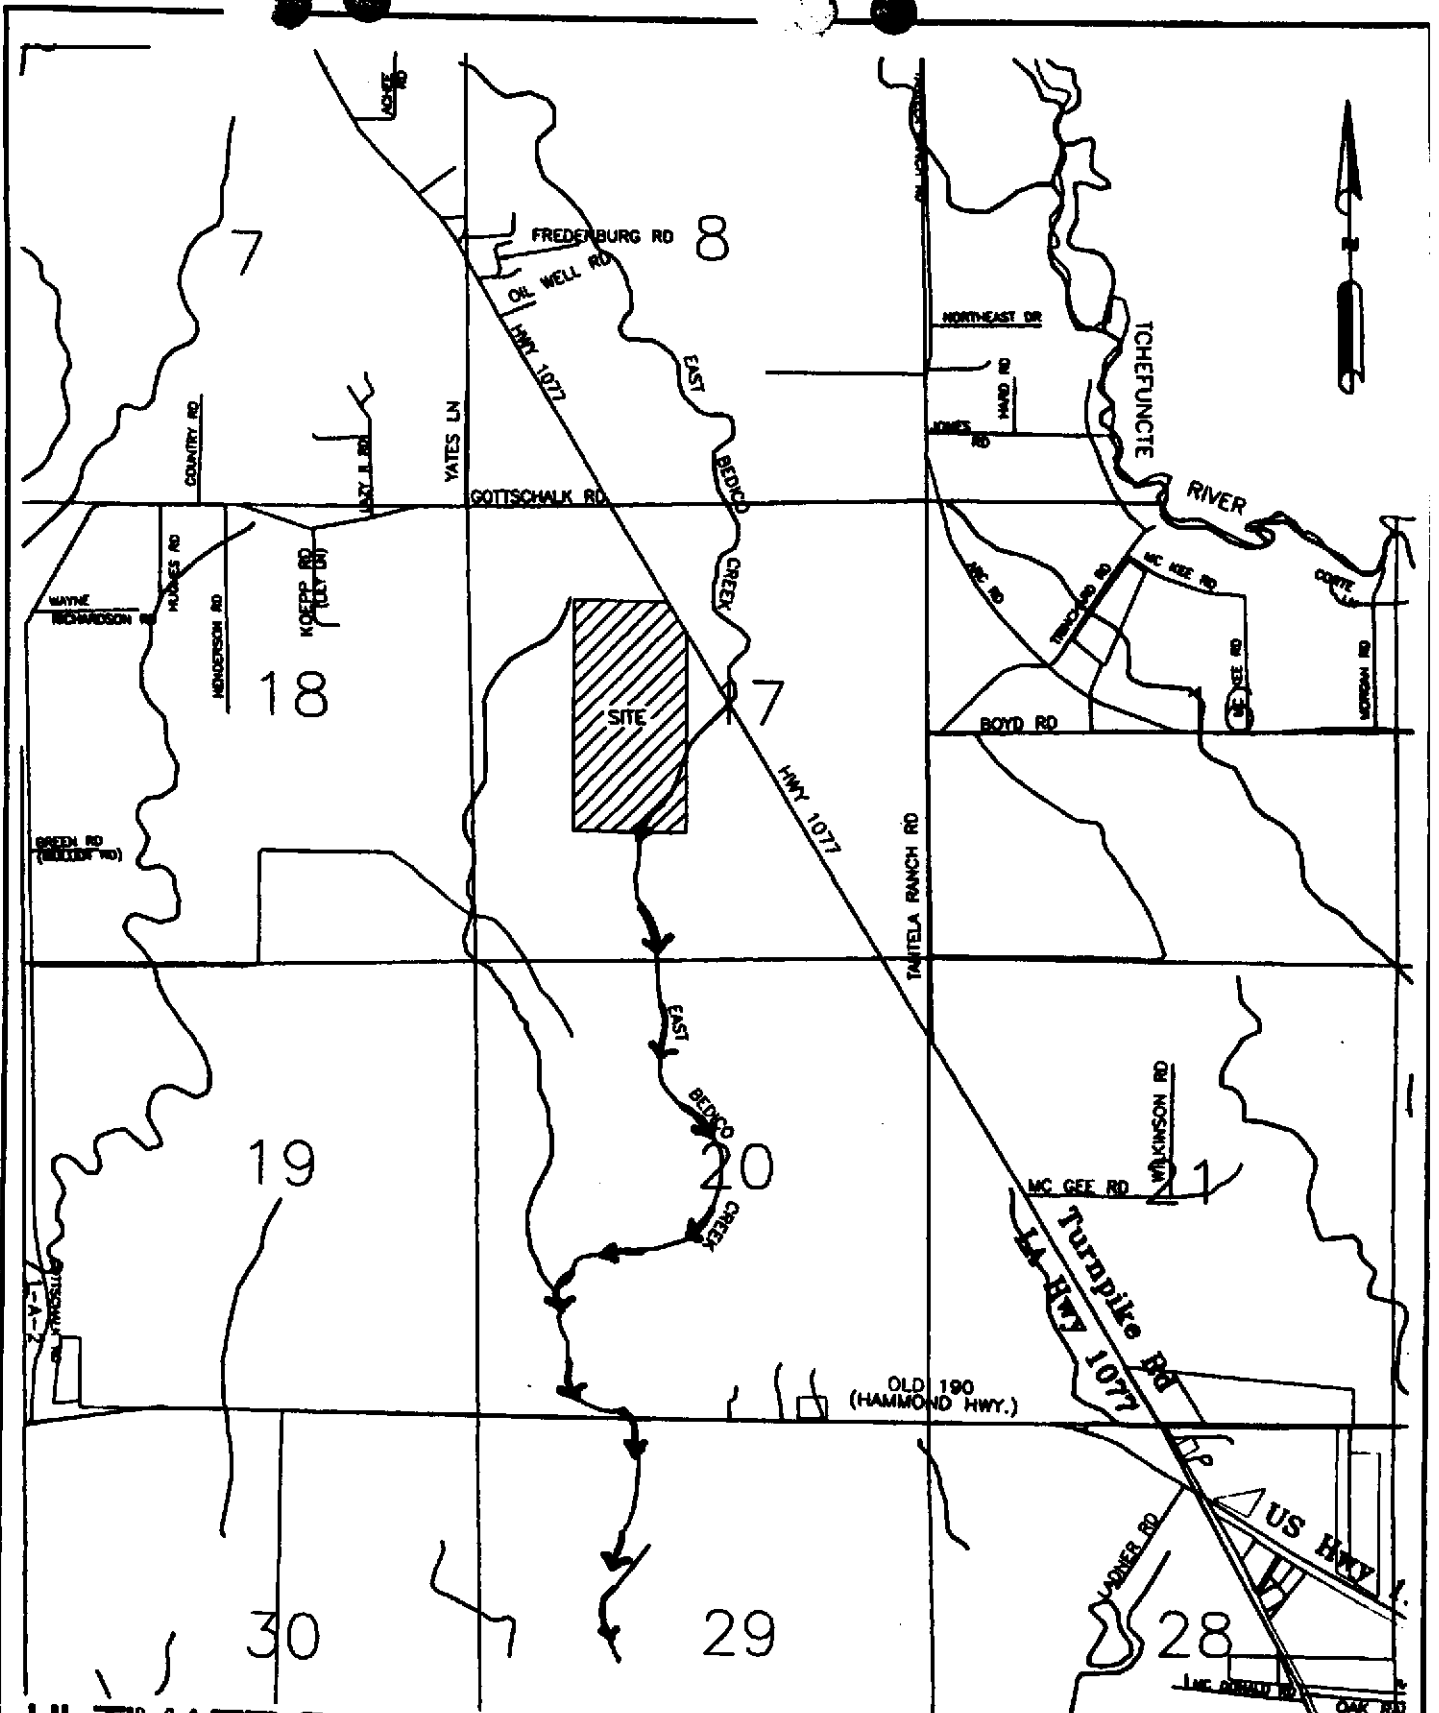 ACHEE
RD
N
7
FREDENBURG RD
8
OIL WELL RD
HWY 1077
NORTHEAST DR
EAST
TCHEFUNCTE
HARD RD
COUNTRY RD
YATES LN
JONES
RD
BEDICO
GOTTSCHALK RD
RIVER
HUGHES RD
KOEPP RD
(LILY LN)
CREEK
MC KEE RD
WAYNE
RICHARDSON RD
HENDERSON RD
18
SITE
7
BOYD RD
MORGAN RD
HWY 1077
TANTELA RANCH RD
EAST
BEDICO
WILKINSON RD
19
20
21
MC GEE RD
CREEK
Turnpike Rd
LA Hwy 1077
OLD 190
(HAMMOND HWY.)
US Hwy
LADNER RD
30
29
28
OAK RD